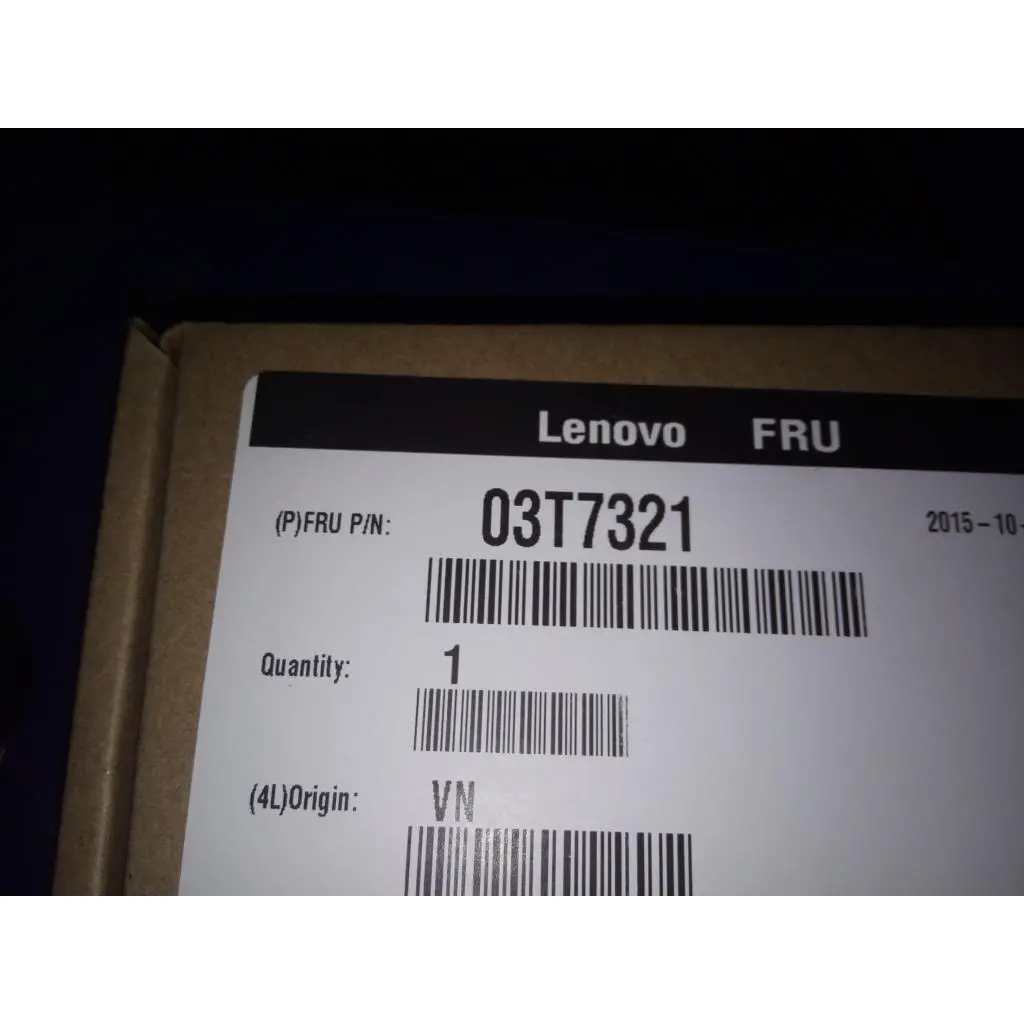 Lenovo FRU
(P)FRU P/N: 03T7321 2015-10-
Quantity: 1
(4L)Origin: VN